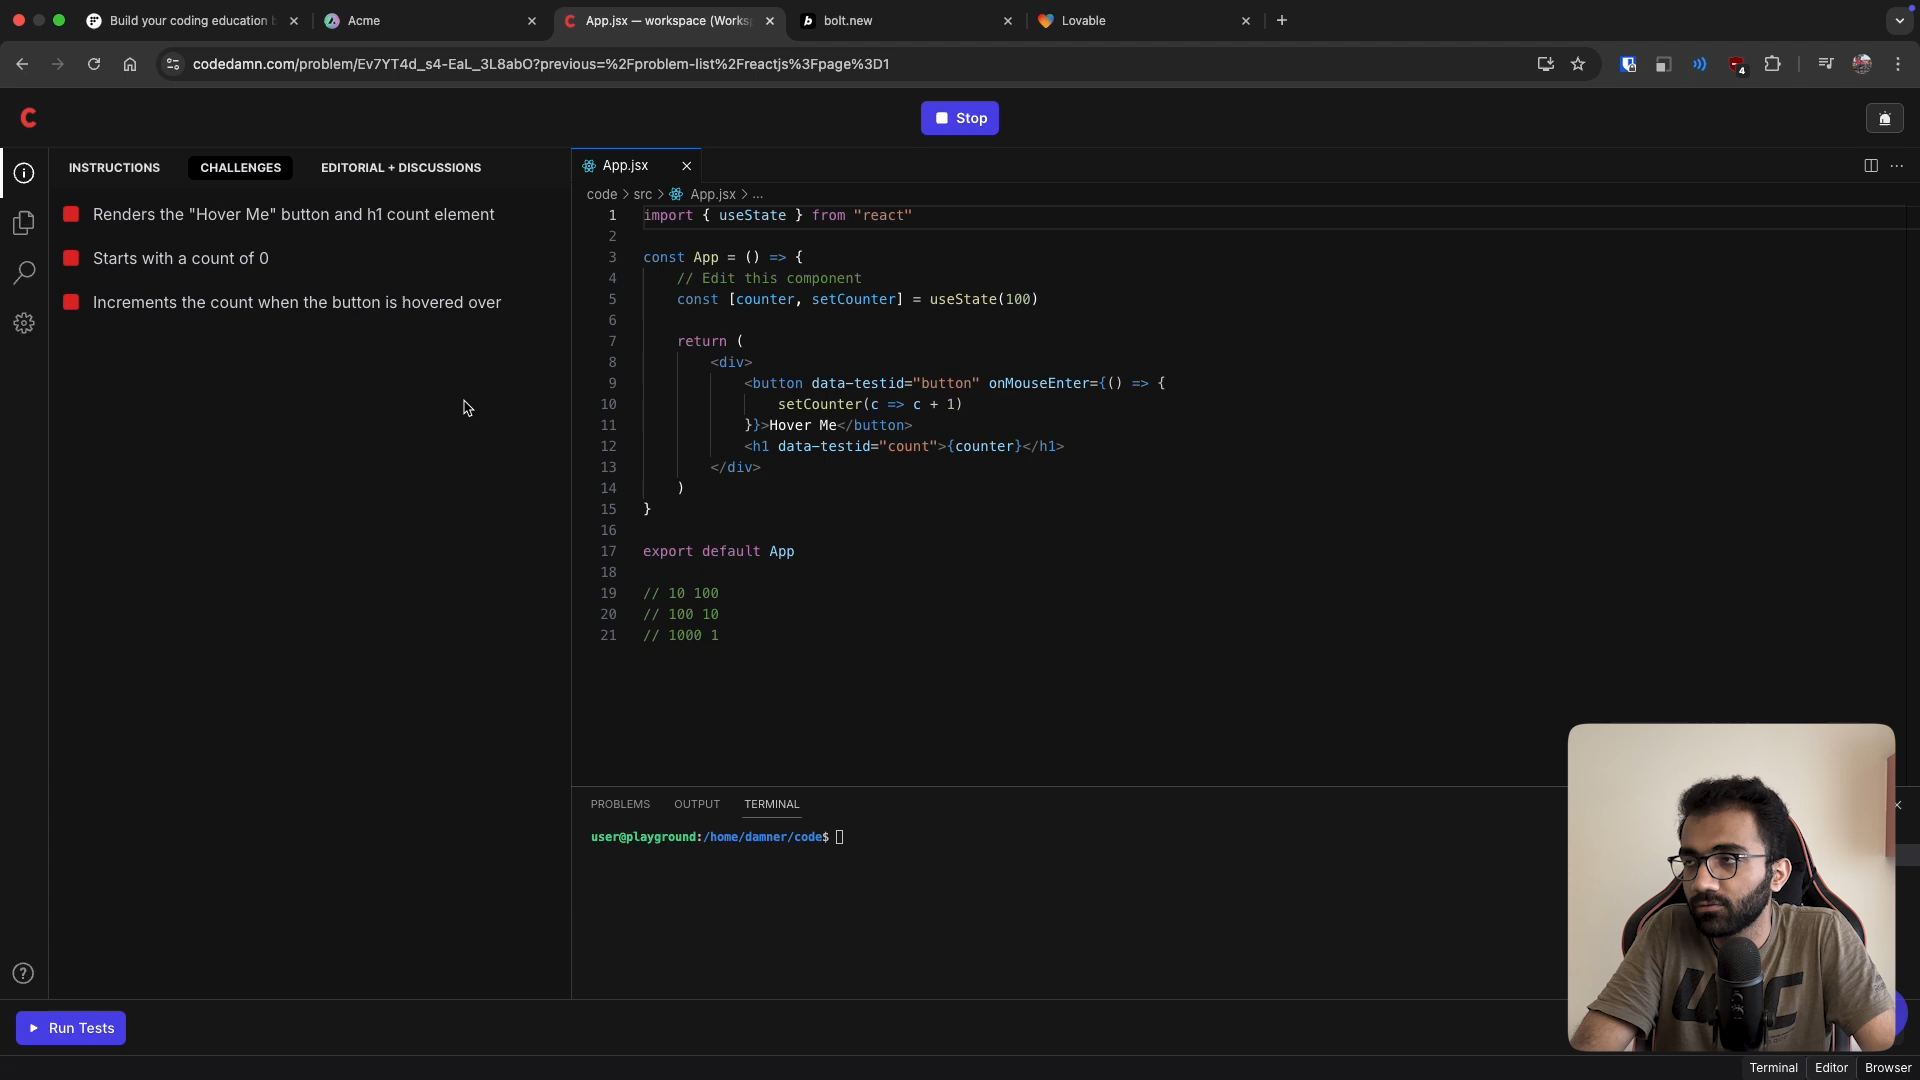 Build your coding education b
Acme
App.jsx — workspace (Works
bolt.new
Lovable
codedamn.com/problem/Ev7YT4d_s4-EaL_3L8abO?previous=%2Fproblem-list%2Freactjs%3Fpage%3D1
4
Stop
INSTRUCTIONS
CHALLENGES
EDITORIAL + DISCUSSIONS
Renders the "Hover Me" button and h1 count element
Starts with a count of 0
Increments the count when the button is hovered over
App.jsx
code > src > App.jsx > ...
1 import { useState } from "react"
2
3 const App = () => {
4 // Edit this component
5 const [counter, setCounter] = useState(100)
6
7 return (
8 <div>
9 <button data-testid="button" onMouseEnter={() => {
10 setCounter(c => c + 1)
11 }}>Hover Me</button>
12 <h1 data-testid="count">{counter}</h1>
13 </div>
14 )
15 }
16
17 export default App
18
19 // 10 100
20 // 100 10
21 // 1000 1
PROBLEMS
OUTPUT
TERMINAL
user@playground:/home/damner/code$
Run Tests
Terminal
Editor
Browser